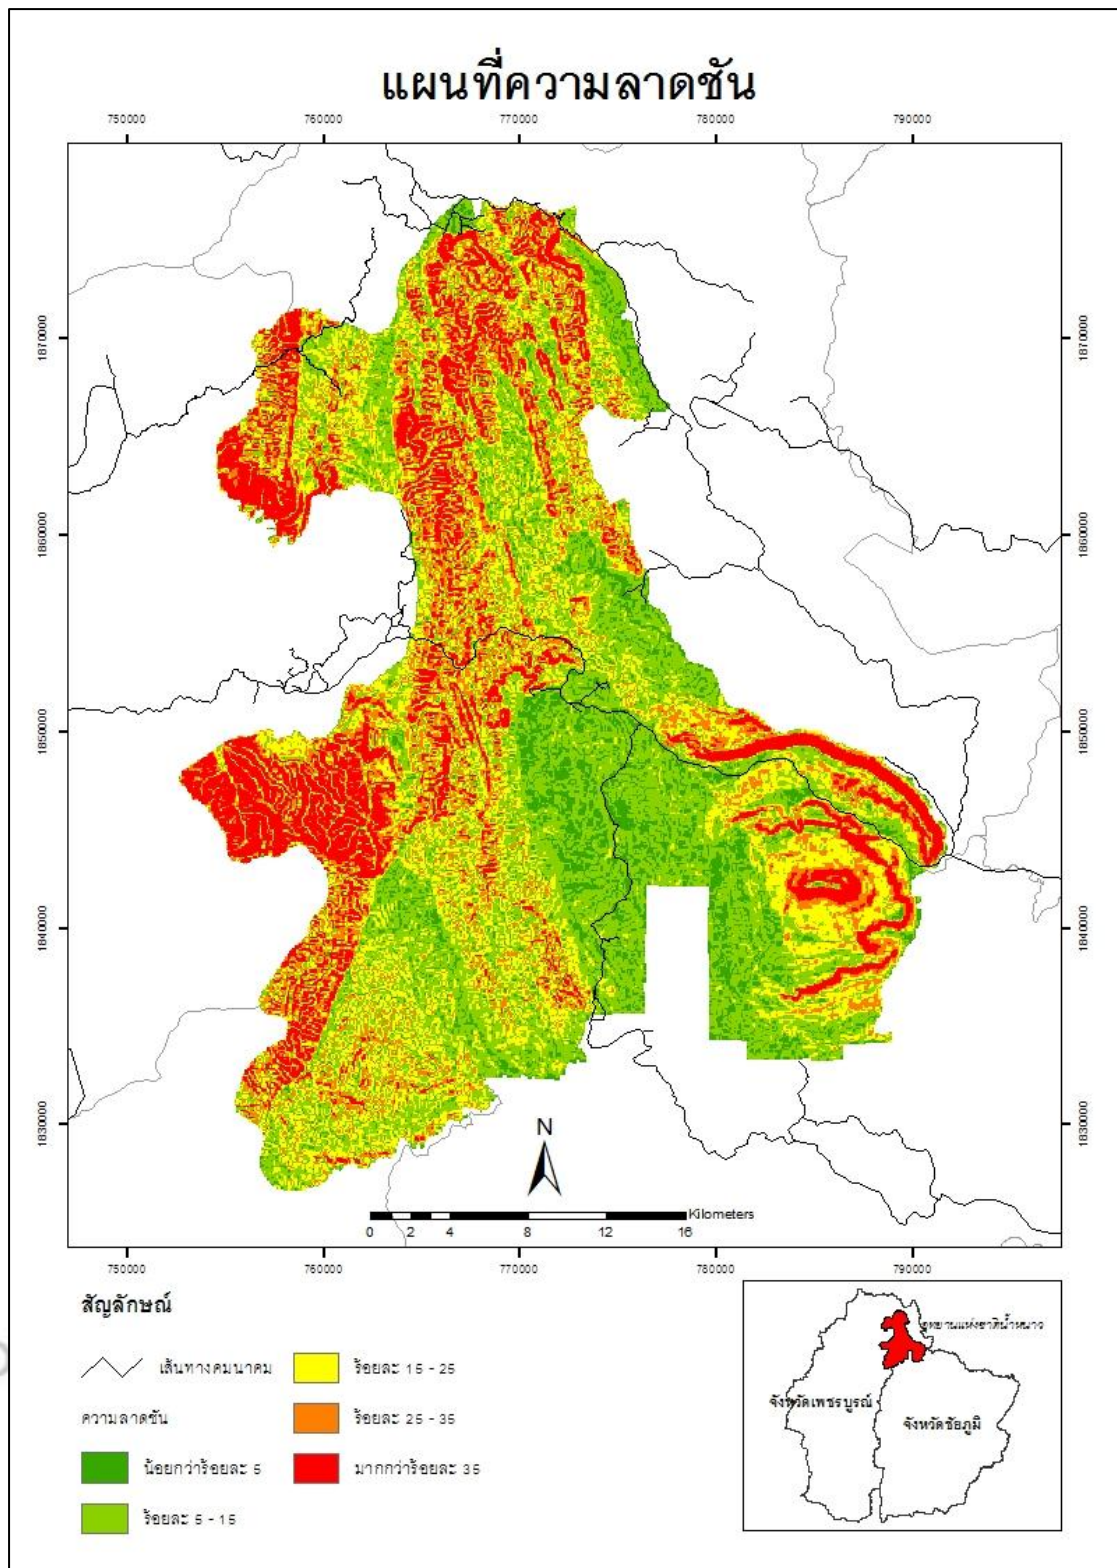 แผนที่ความลาดชัน
750000 760000 770000 780000 790000
1870000 1870000
1860000 1860000
1850000 1850000
1840000 1840000
1830000 1830000
N
Kilometers
0 2 4 8 12 16
750000 760000 770000 780000 790000
สัญลักษณ์
เส้นทางคมนาคม
ความลาดชัน
น้อยกว่าร้อยละ 5
ร้อยละ 5 - 15
ร้อยละ 15 - 25
ร้อยละ 25 - 35
มากกว่าร้อยละ 35
อุทยานแห่งชาติน้ำหนาว
จังหวัดเพชรบูรณ์
จังหวัดชัยภูมิ